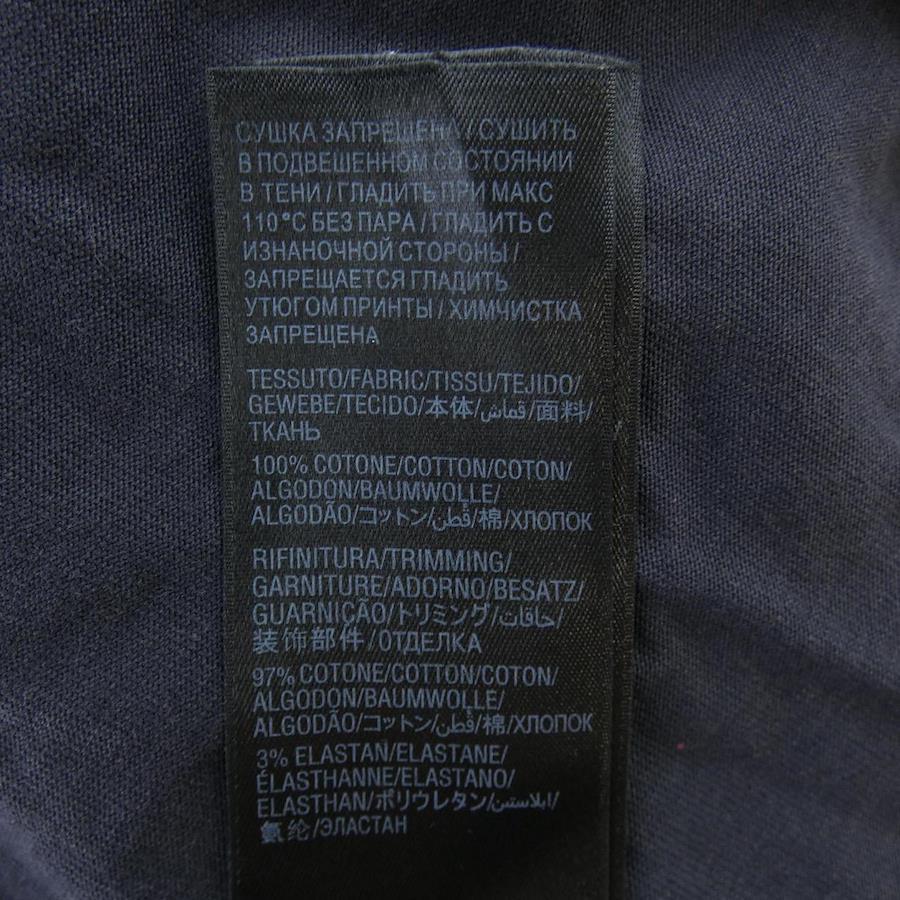 СУШКА ЗАПРЕЩЕНА / СУШИТЬ
В ПОДВЕШЕННОМ СОСТОЯНИИ
В ТЕНИ / ГЛАДИТЬ ПРИ МАКС
110°C БЕЗ ПАРА / ГЛАДИТЬ С
ИЗНАНОЧНОЙ СТОРОНЫ /
ЗАПРЕЩАЕТСЯ ГЛАДИТЬ
УТЮГОМ ПРИНТЫ / ХИМЧИСТКА
ЗАПРЕЩЕНА
TESSUTO/FABRIC/TISSU/TEJIDO/
GEWEBE/TECIDO/本体/قماش/面料/
ТКАНЬ
100% COTONE/COTTON/COTON/
ALGODON/BAUMWOLLE/
ALGODÃO/コットン/قُطن/棉/ХЛОПОК
RIFINITURA/TRIMMING/
GARNITURE/ADORNO/BESATZ/
GUARNIÇÃO/トリミング/حافات/
装饰部件/ОТДЕЛКА
97% COTONE/COTTON/COTON/
ALGODON/BAUMWOLLE/
ALGODÃO/コットン/قُطن/棉/ХЛОПОК
3% ELASTAN/ELASTANE/
ÉLASTHANNE/ELASTANO/
ELASTHAN/ポリウレタン/ايلاستين/
氨纶/ЭЛАСТАН